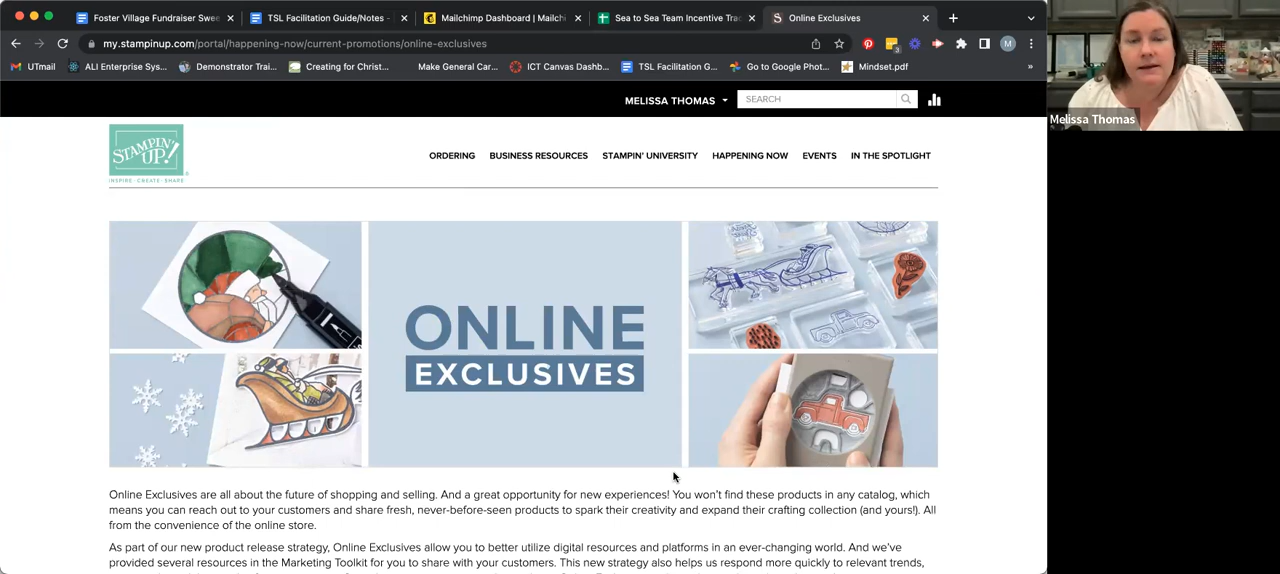 Foster Village Fundraiser Swee
TSL Facilitation Guide/Notes -
Mailchimp Dashboard | Mailchi
Sea to Sea Team Incentive Trac
Online Exclusives
my.stampinup.com/portal/happening-now/current-promotions/online-exclusives
3
M
UTmail
ALI Enterprise Sys...
Demonstrator Trai...
Creating for Christ...
Make General Car...
ICT Canvas Dashb...
TSL Facilitation G...
Go to Google Phot...
Mindset.pdf
»
MELISSA THOMAS
SEARCH
Melissa Thomas
STAMPIN' UP!
INSPIRE · CREATE · SHARE
ORDERING
BUSINESS RESOURCES
STAMPIN' UNIVERSITY
HAPPENING NOW
EVENTS
IN THE SPOTLIGHT
ONLINE
EXCLUSIVES
Online Exclusives are all about the future of shopping and selling. And a great opportunity for new experiences! You won't find these products in any catalog, which
means you can reach out to your customers and share fresh, never-before-seen products to spark their creativity and expand their crafting collection (and yours!). All
from the convenience of the online store.
As part of our new product release strategy, Online Exclusives allow you to better utilize digital resources and platforms in an ever-changing world. And we've
provided several resources in the Marketing Toolkit for you to share with your customers. This new strategy also helps us respond more quickly to relevant trends,